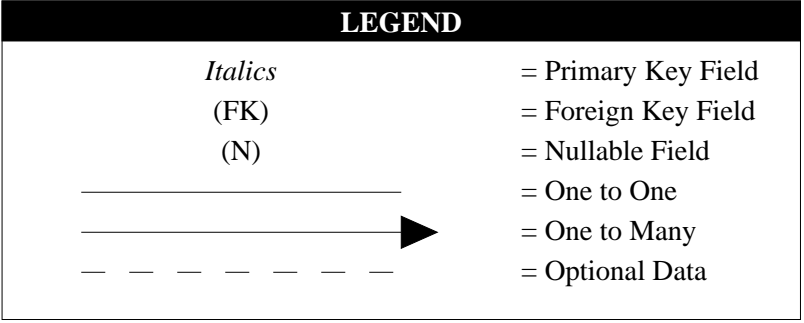 LEGEND
Italics = Primary Key Field
(FK) = Foreign Key Field
(N) = Nullable Field
= One to One
= One to Many
= Optional Data